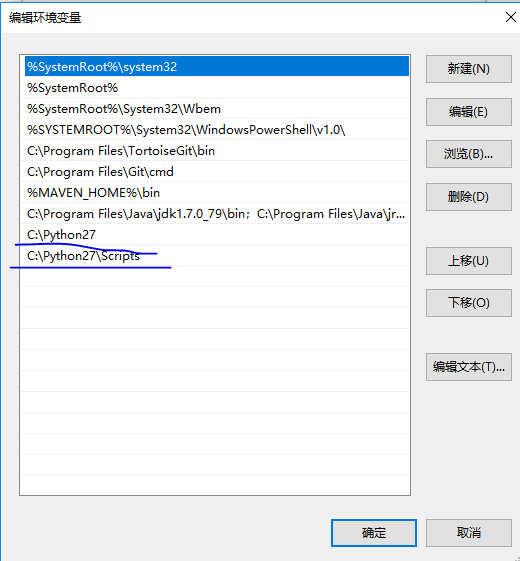 编辑环境变量
%SystemRoot%\system32
%SystemRoot%
%SystemRoot%\System32\Wbem
%SYSTEMROOT%\System32\WindowsPowerShell\v1.0\
C:\Program Files\TortoiseGit\bin
C:\Program Files\Git\cmd
%MAVEN_HOME%\bin
C:\Program Files\Java\jdk1.7.0_79\bin；C:\Program Files\Java\jr...
C:\Python27
C:\Python27\Scripts
新建(N)
编辑(E)
浏览(B)...
删除(D)
上移(U)
下移(O)
编辑文本(T)...
确定
取消